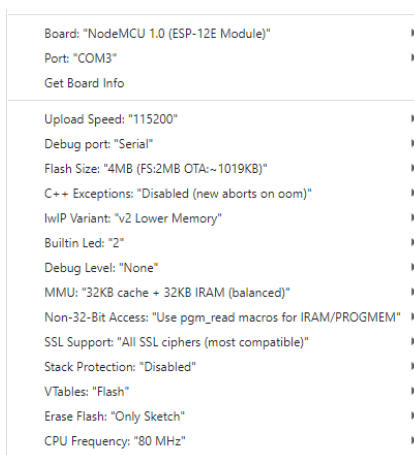 Board: "NodeMCU 1.0 (ESP-12E Module)"
Port: "COM3"
Get Board Info
Upload Speed: "115200"
Debug port: "Serial"
Flash Size: "4MB (FS:2MB OTA:~1019KB)"
C++ Exceptions: "Disabled (new aborts on oom)"
lwIP Variant: "v2 Lower Memory"
Builtin Led: "2"
Debug Level: "None"
MMU: "32KB cache + 32KB IRAM (balanced)"
Non-32-Bit Access: "Use pgm_read macros for IRAM/PROGMEM"
SSL Support: "All SSL ciphers (most compatible)"
Stack Protection: "Disabled"
VTables: "Flash"
Erase Flash: "Only Sketch"
CPU Frequency: "80 MHz"